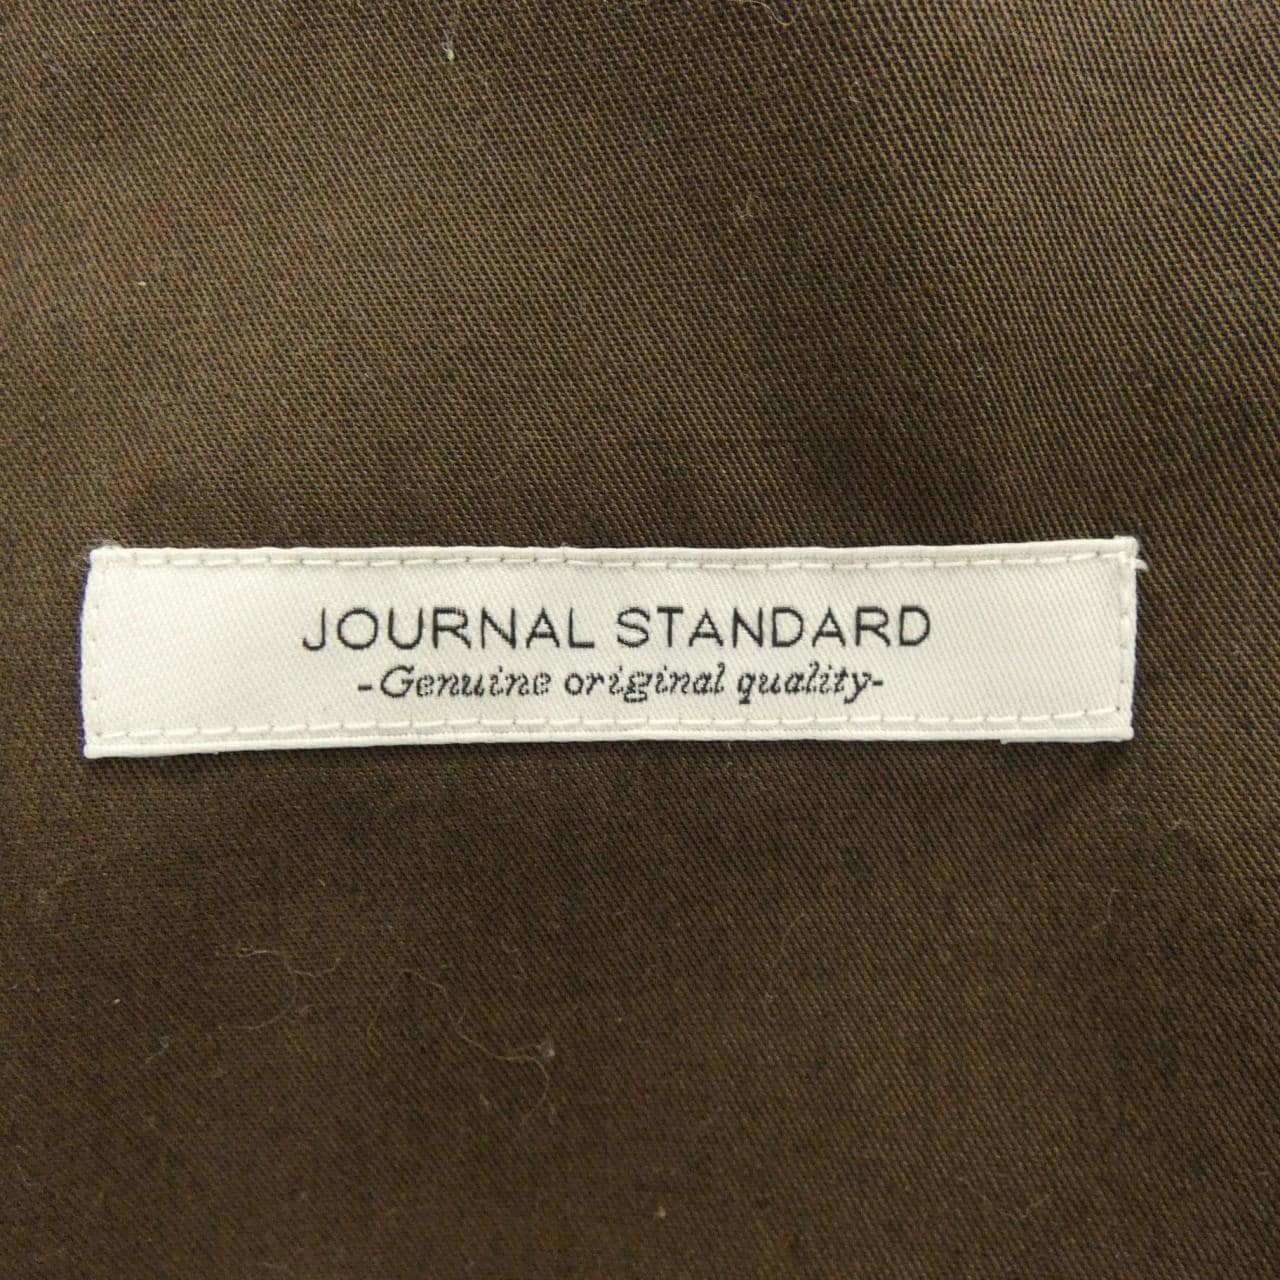 JOURNAL STANDARD
-Genuine original quality-